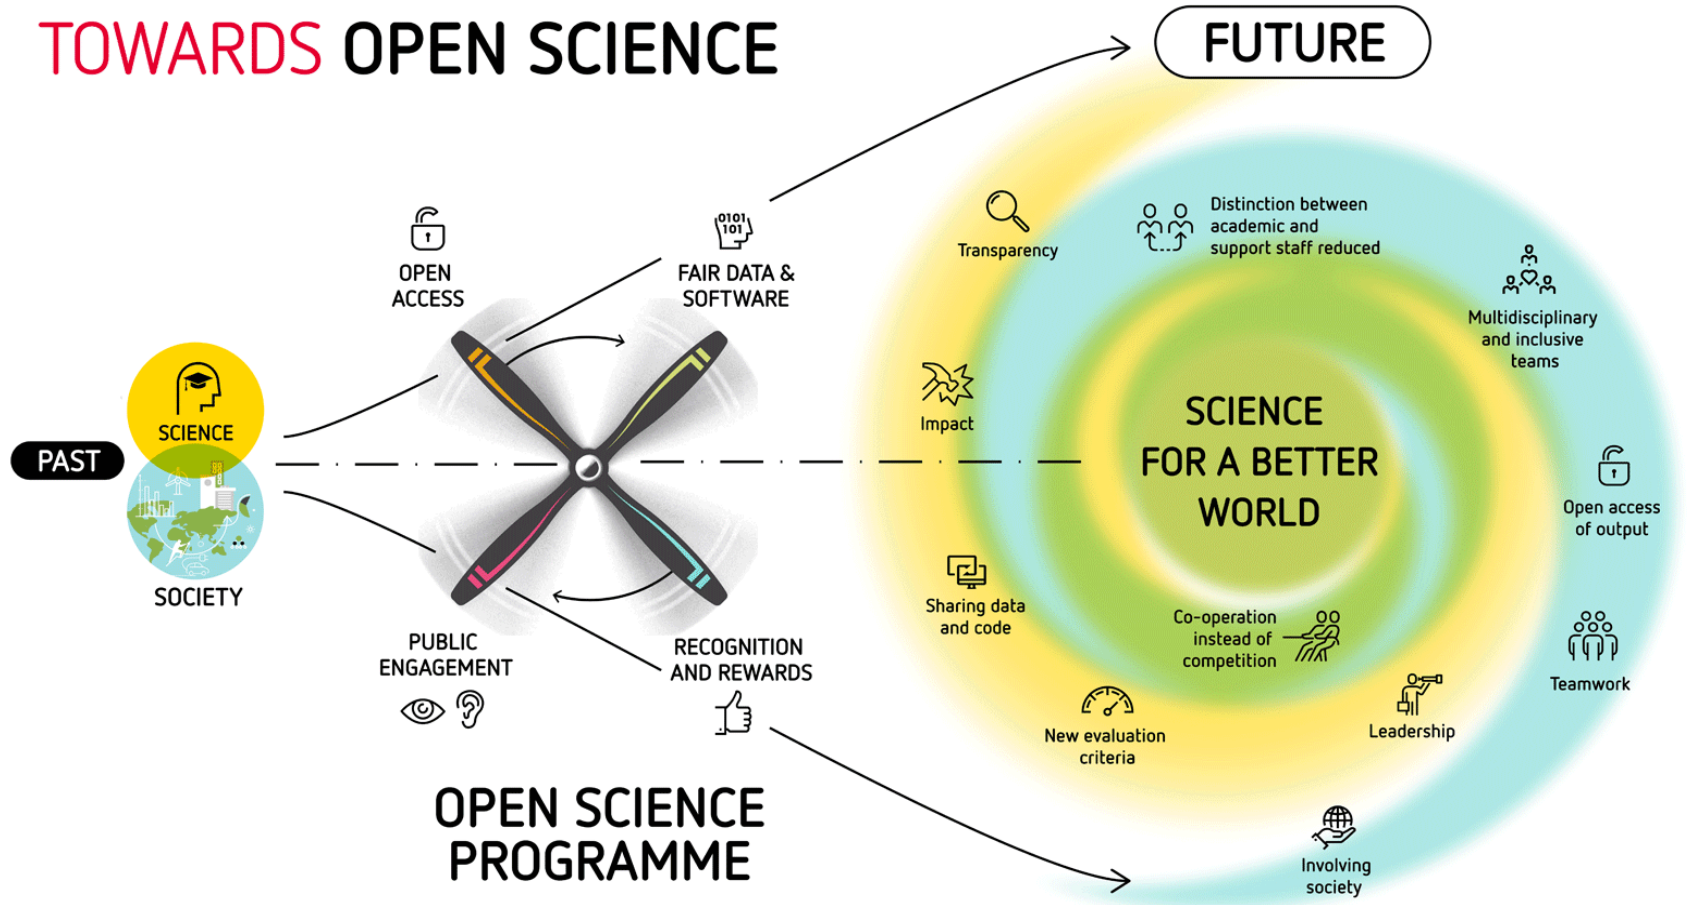 TOWARDS OPEN SCIENCE
FUTURE
OPEN
ACCESS
0101
101
FAIR DATA &
SOFTWARE
PAST
SCIENCE
SOCIETY
PUBLIC
ENGAGEMENT
RECOGNITION
AND REWARDS
OPEN SCIENCE
PROGRAMME
Transparency
Distinction between
academic and
support staff reduced
Multidisciplinary
and inclusive
teams
Impact
SCIENCE
FOR A BETTER
WORLD
Open access
of output
Sharing data
and code
Co-operation
instead of
competition
Teamwork
New evaluation
criteria
Leadership
Involving
society